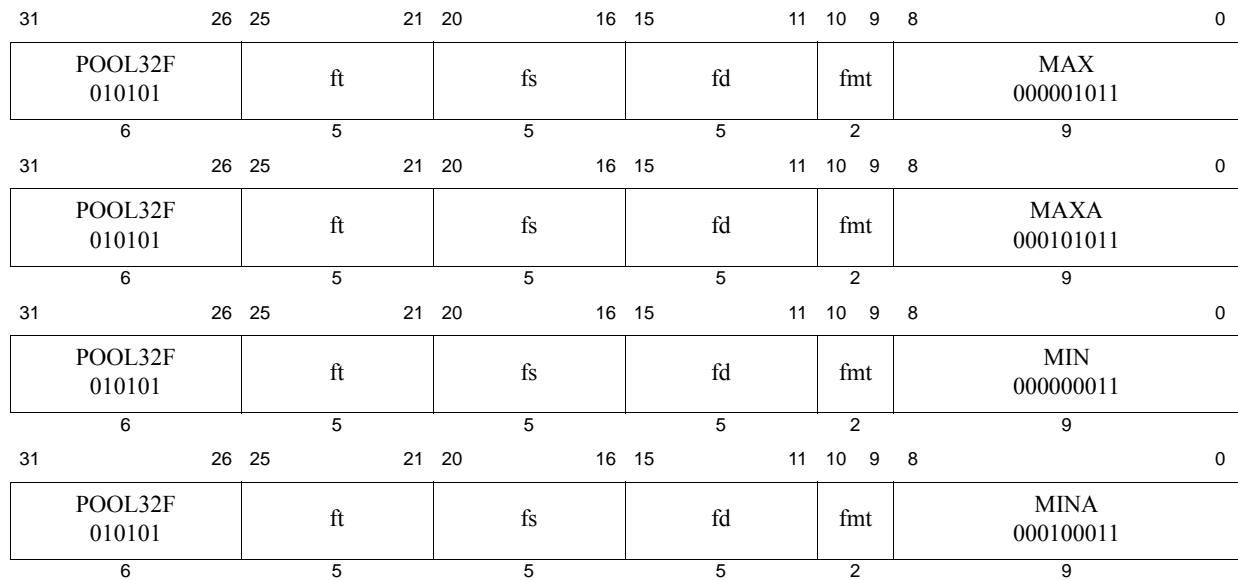 31 26 25 21 20 16 15 11 10 9 8 0
POOL32F ft fs fd fmt MAX
010101 000001011
6 5 5 5 2 9
31 26 25 21 20 16 15 11 10 9 8 0
POOL32F ft fs fd fmt MAXA
010101 000101011
6 5 5 5 2 9
31 26 25 21 20 16 15 11 10 9 8 0
POOL32F ft fs fd fmt MIN
010101 000000011
6 5 5 5 2 9
31 26 25 21 20 16 15 11 10 9 8 0
POOL32F ft fs fd fmt MINA
010101 000100011
6 5 5 5 2 9